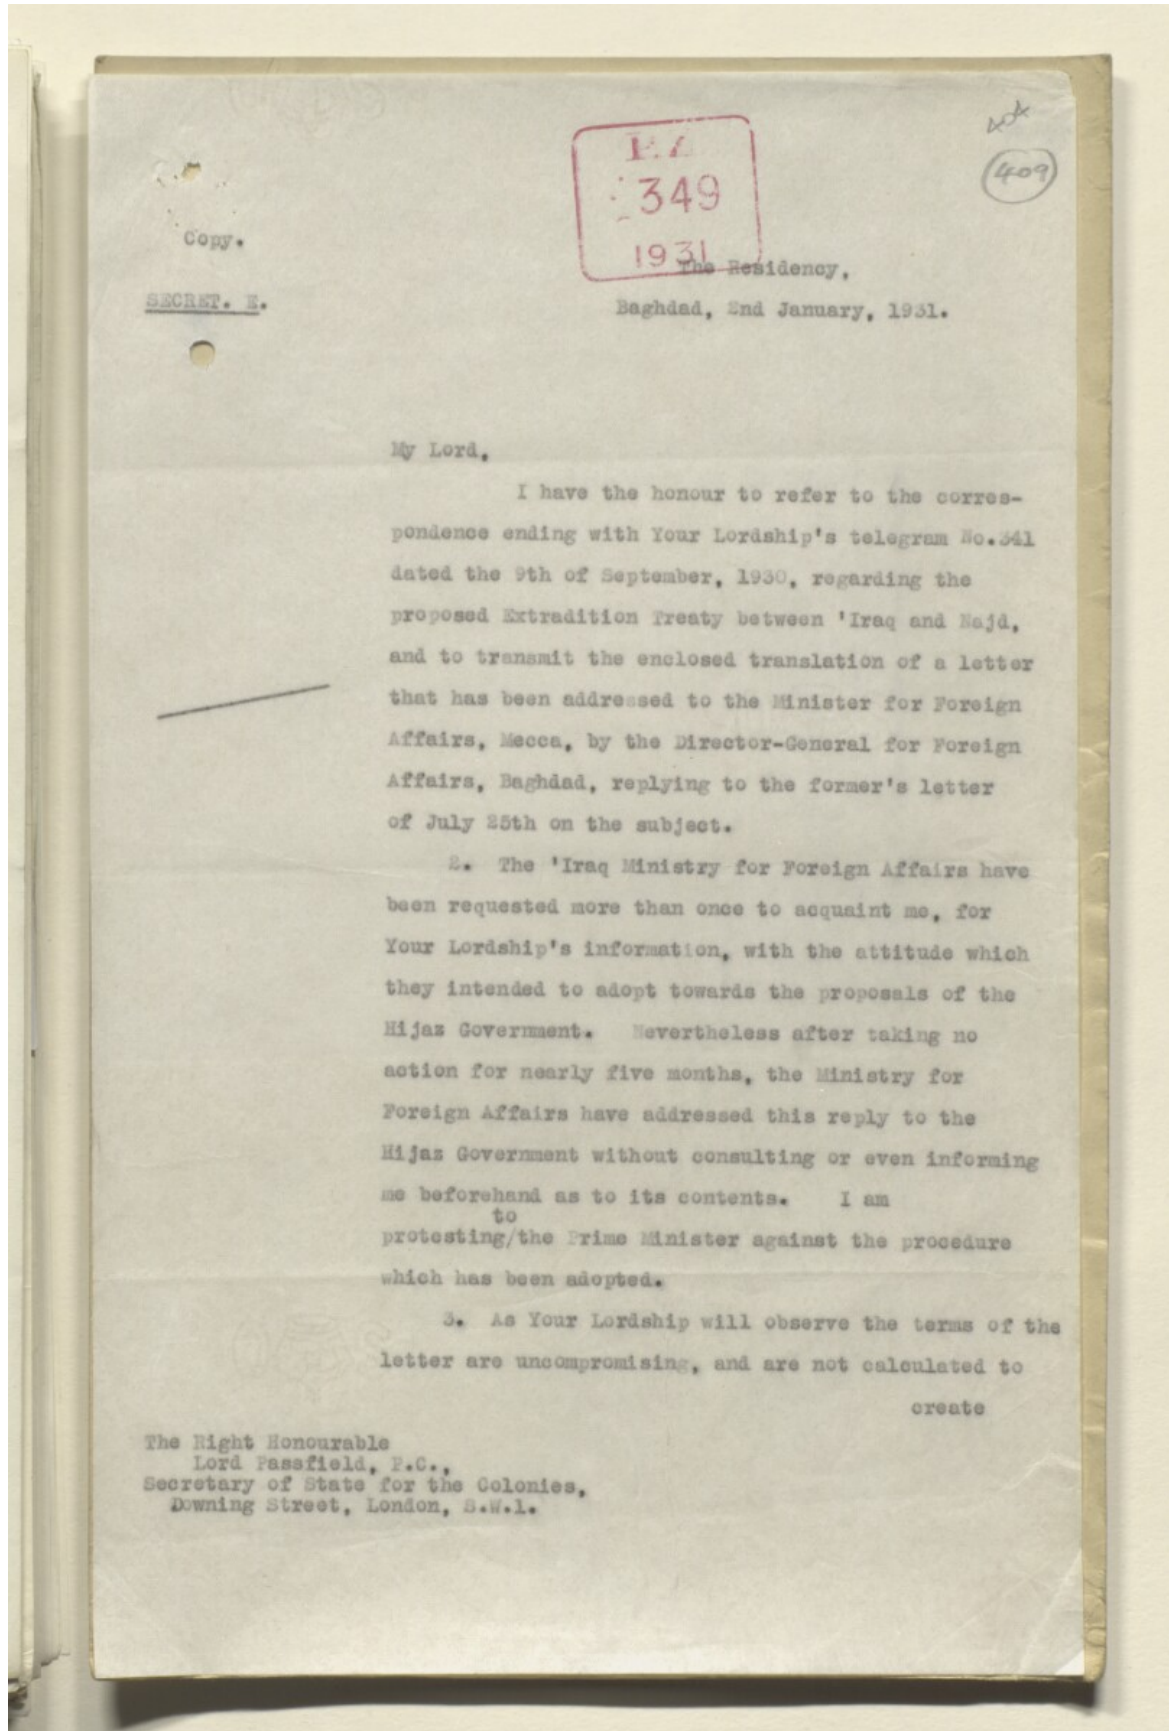 404
409
P.Z.
349
1931
Copy.
The Residency,
SECRET. E.
Baghdad, 2nd January, 1931.
My Lord,
I have the honour to refer to the corres-
pondence ending with Your Lordship's telegram No.341
dated the 9th of September, 1930, regarding the
proposed Extradition Treaty between 'Iraq and Najd,
and to transmit the enclosed translation of a letter
that has been addressed to the Minister for Foreign
Affairs, Mecca, by the Director-General for Foreign
Affairs, Baghdad, replying to the former's letter
of July 25th on the subject.
2. The 'Iraq Ministry for Foreign Affairs have
been requested more than once to acquaint me, for
Your Lordship's information, with the attitude which
they intended to adopt towards the proposals of the
Hijaz Government. Nevertheless after taking no
action for nearly five months, the Ministry for
Foreign Affairs have addressed this reply to the
Hijaz Government without consulting or even informing
me beforehand as to its contents. I am
to
protesting/the Prime Minister against the procedure
which has been adopted.
3. As Your Lordship will observe the terms of the
letter are uncompromising, and are not calculated to
create
The Right Honourable
Lord Passfield, P.C.,
Secretary of State for the Colonies,
Downing Street, London, S.W.1.